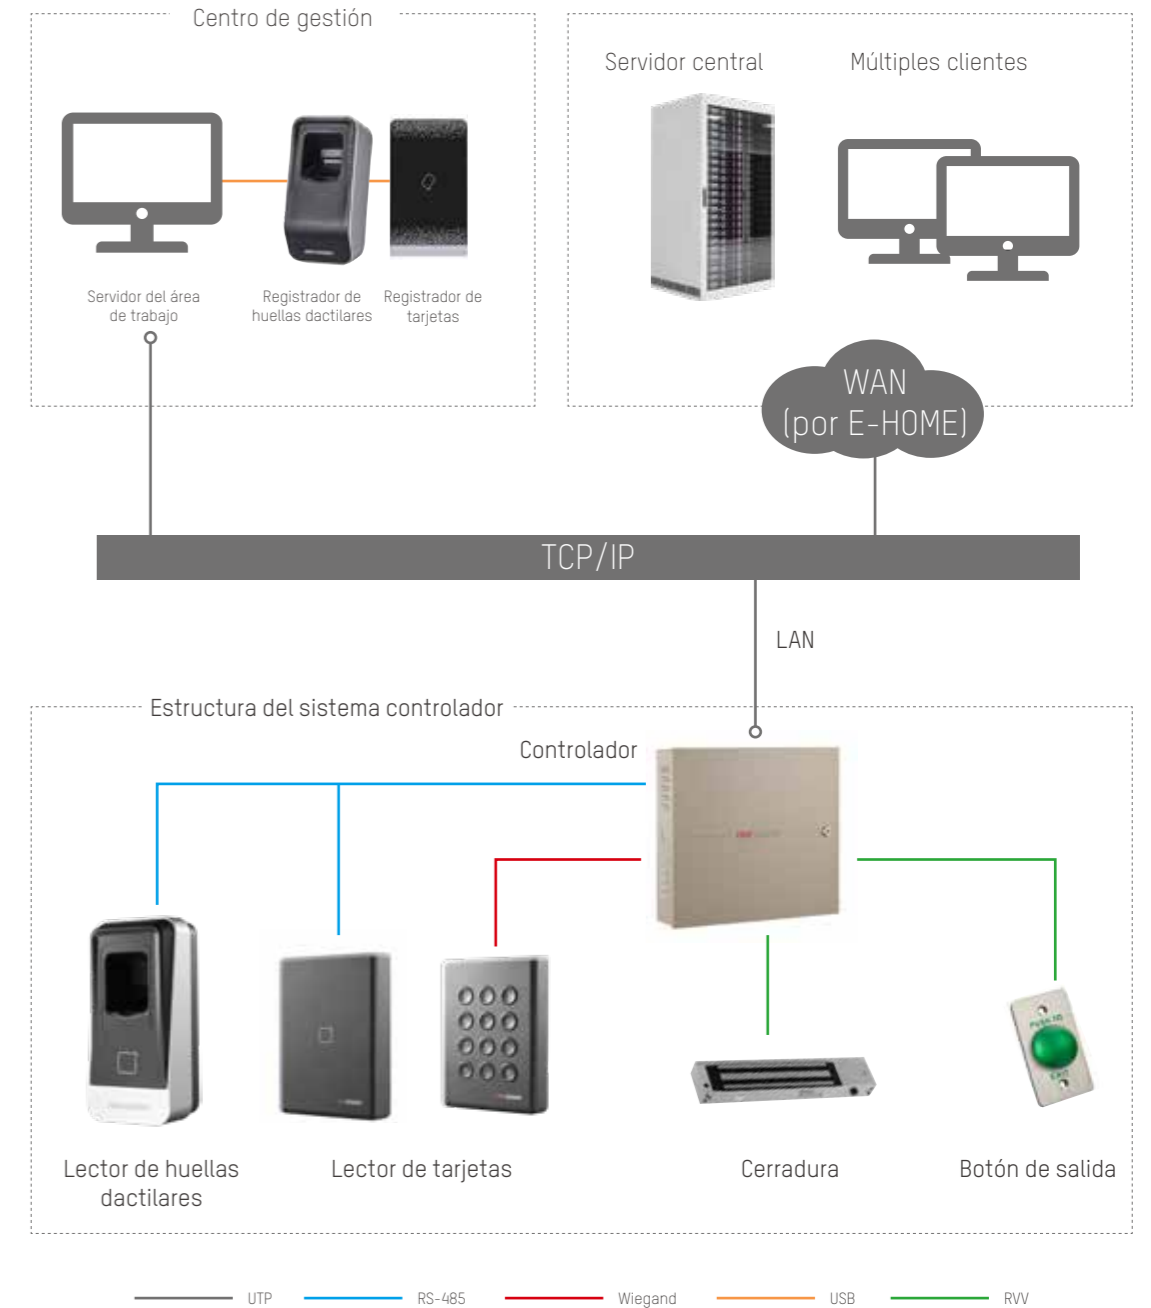 Centro de gestión
Servidor central
Múltiples clientes
Servidor del área
de trabajo
Registrador de
huellas dactilares
Registrador de
tarjetas
WAN
(por E-HOME)
TCP/IP
LAN
Estructura del sistema controlador
Controlador
EXIT
Lector de huellas
dactilares
Lector de tarjetas
Cerradura
Botón de salida
UTP
RS-485
Wiegand
USB
RVV